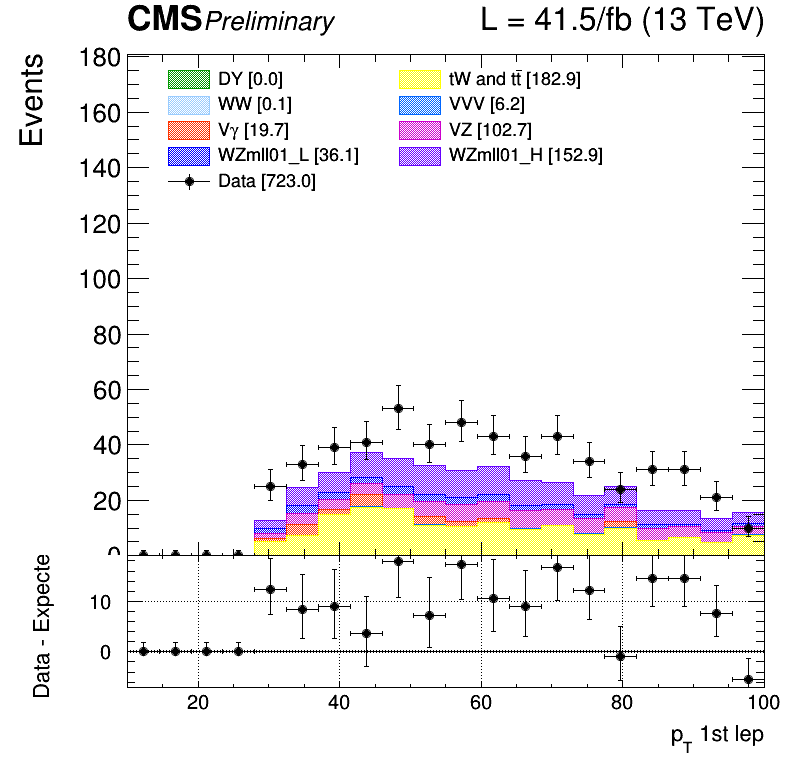 CMS Preliminary L = 41.5/fb (13 TeV)
Events
180
160
140
120
100
80
60
40
20
0
DY [0.0]
tW and tt̄ [182.9]
WW [0.1]
VVV [6.2]
Vγ [19.7]
VZ [102.7]
WZmll01_L [36.1]
WZmll01_H [152.9]
Data [723.0]
Data - Expecte
10
0
20 40 60 80 100
p_T 1st lep